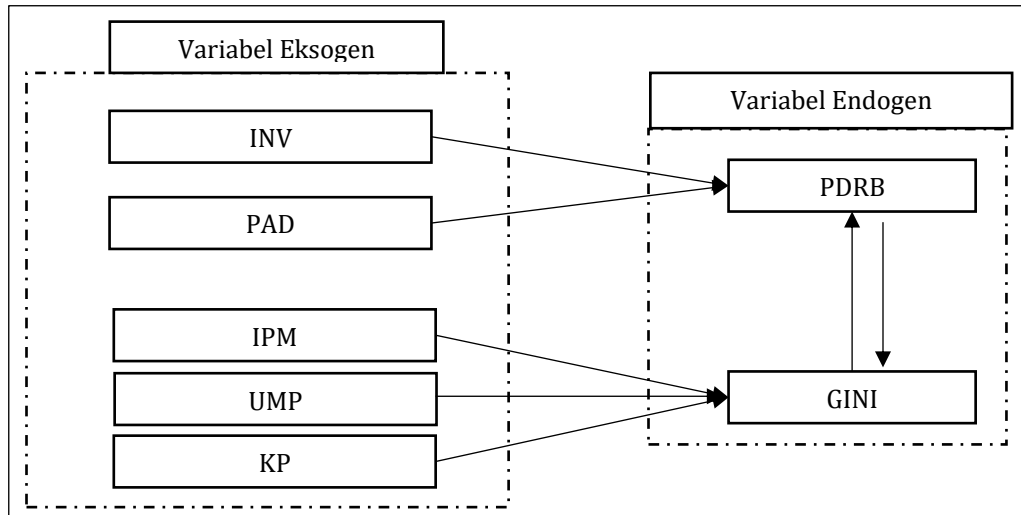 Variabel Eksogen
Variabel Endogen
INV
PDRB
PAD
IPM
UMP
GINI
KP